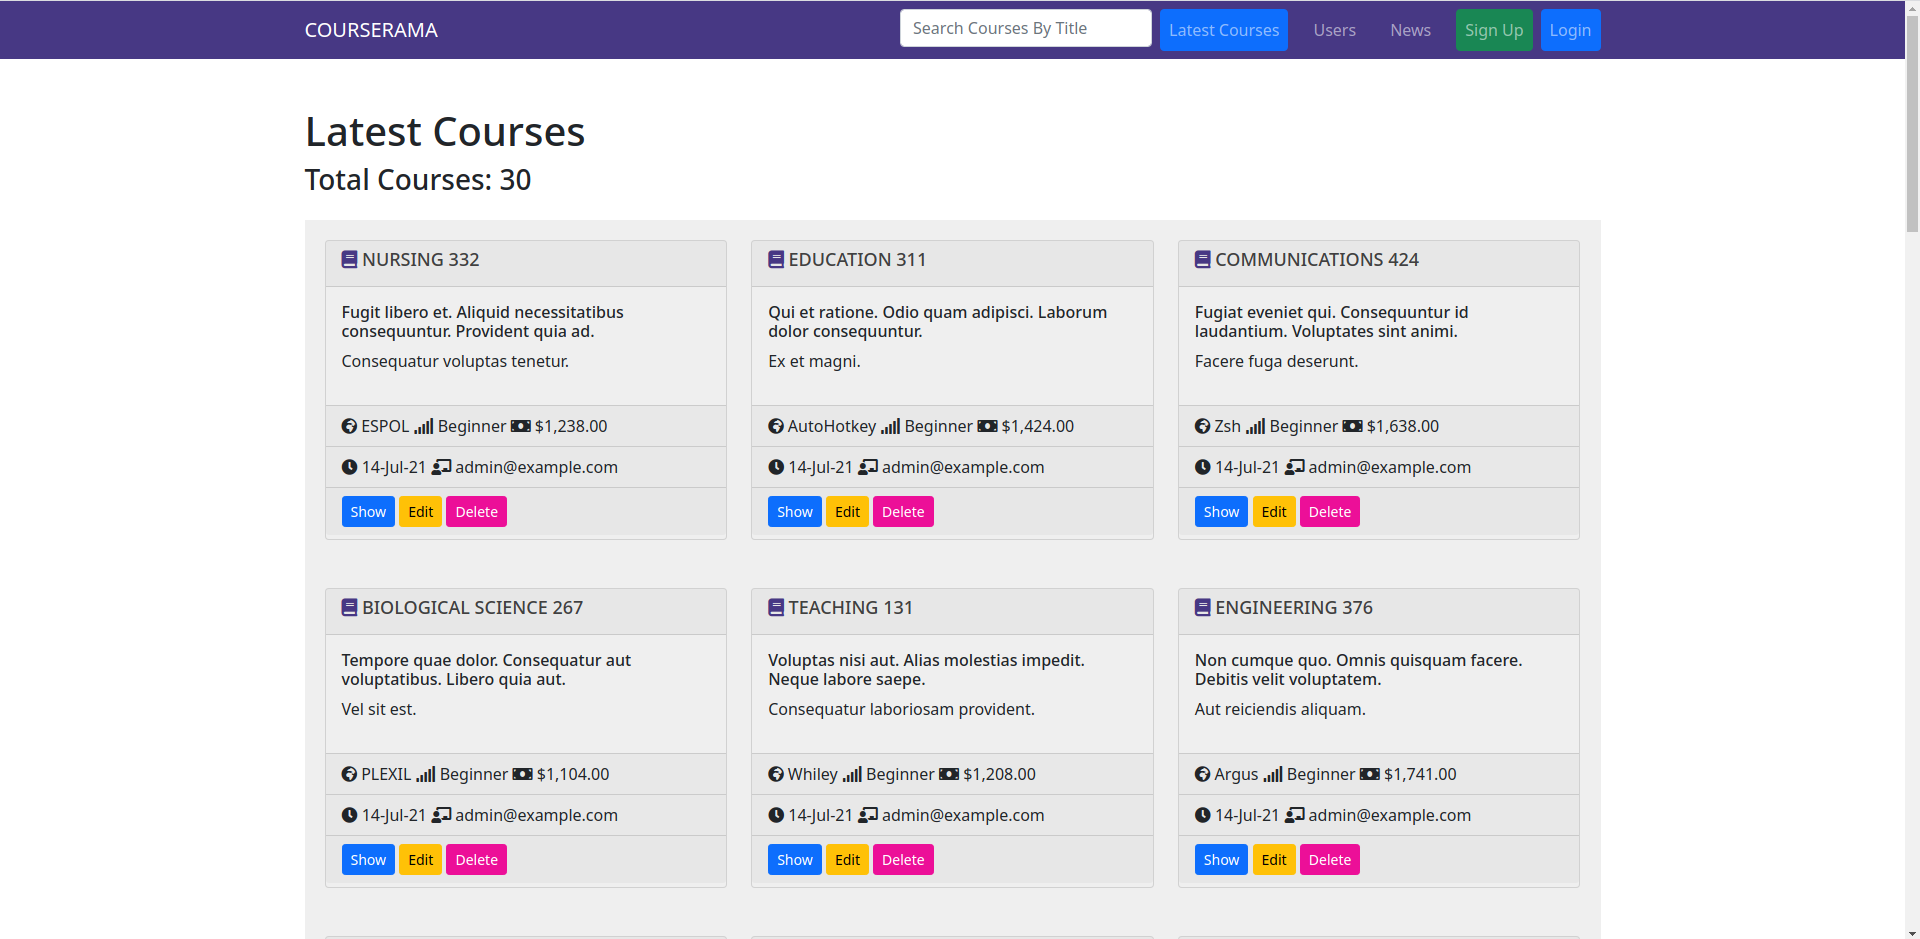 COURSERAMA
Search Courses By Title
Latest Courses
Users
News
Sign Up
Login
Latest Courses
Total Courses: 30
NURSING 332
Fugit libero et. Aliquid necessitatibus
consequuntur. Provident quia ad.
Consequatur voluptas tenetur.
ESPOL Beginner $1,238.00
14-Jul-21 admin@example.com
Show Edit Delete
EDUCATION 311
Qui et ratione. Odio quam adipisci. Laborum
dolor consequuntur.
Ex et magni.
AutoHotkey Beginner $1,424.00
14-Jul-21 admin@example.com
Show Edit Delete
COMMUNICATIONS 424
Fugiat eveniet qui. Consequuntur id
laudantium. Voluptates sint animi.
Facere fuga deserunt.
Zsh Beginner $1,638.00
14-Jul-21 admin@example.com
Show Edit Delete
BIOLOGICAL SCIENCE 267
Tempore quae dolor. Consequatur aut
voluptatibus. Libero quia aut.
Vel sit est.
PLEXIL Beginner $1,104.00
14-Jul-21 admin@example.com
Show Edit Delete
TEACHING 131
Voluptas nisi aut. Alias molestias impedit.
Neque labore saepe.
Consequatur laboriosam provident.
Whiley Beginner $1,208.00
14-Jul-21 admin@example.com
Show Edit Delete
ENGINEERING 376
Non cumque quo. Omnis quisquam facere.
Debitis velit voluptatem.
Aut reiciendis aliquam.
Argus Beginner $1,741.00
14-Jul-21 admin@example.com
Show Edit Delete